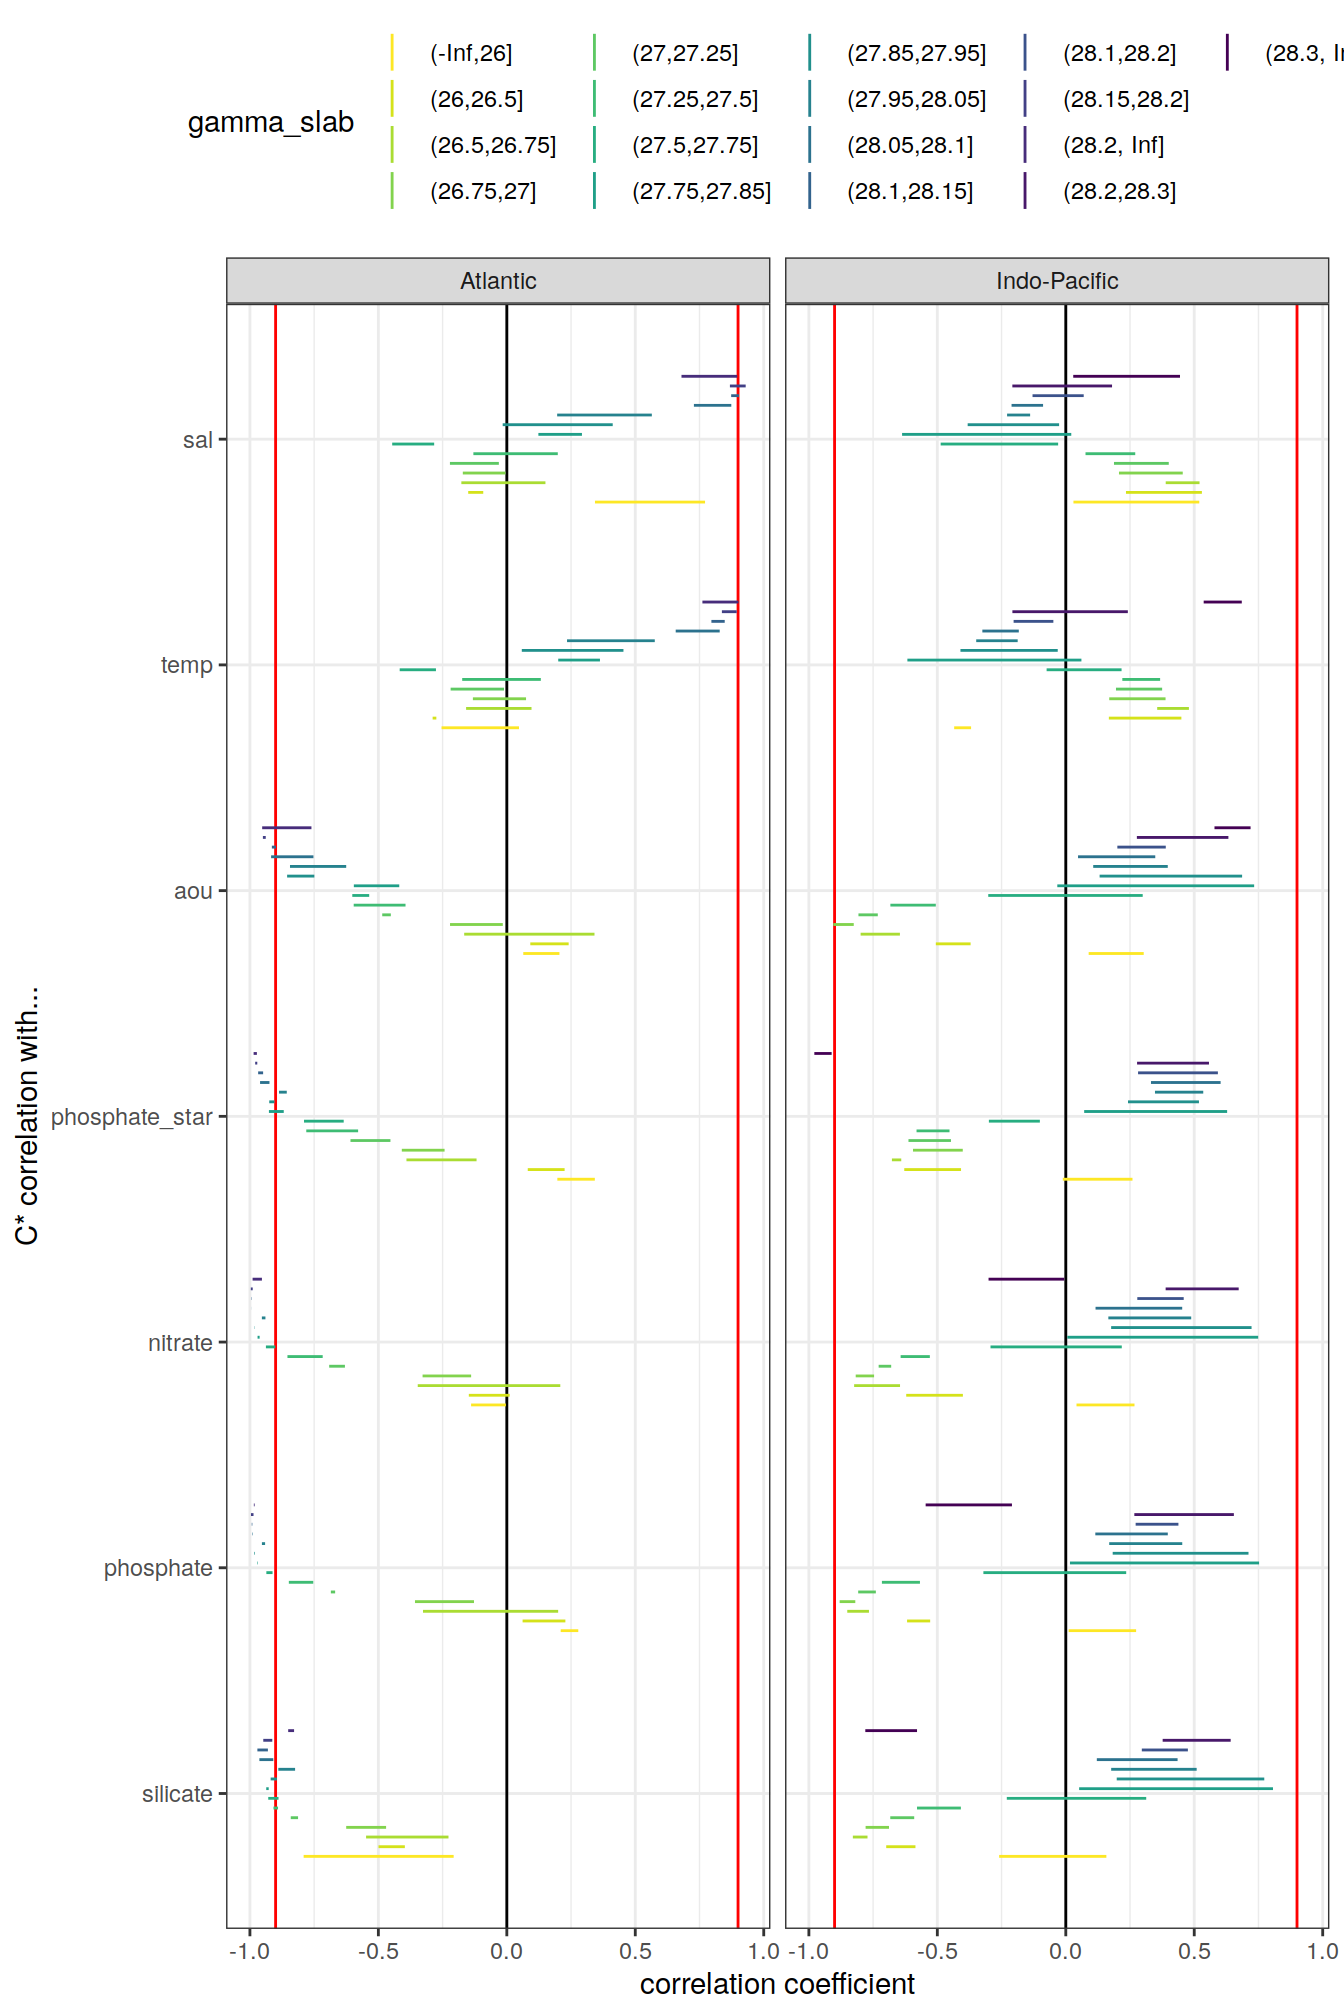 gamma_slab
(-Inf,26]
(26,26.5]
(26.5,26.75]
(26.75,27]
(27,27.25]
(27.25,27.5]
(27.5,27.75]
(27.75,27.85]
(27.85,27.95]
(27.95,28.05]
(28.05,28.1]
(28.1,28.15]
(28.1,28.2]
(28.15,28.2]
(28.2, Inf]
(28.2,28.3]
(28.3,
Atlantic
Indo-Pacific
C* correlation with...
sal
temp
aou
phosphate_star
nitrate
phosphate
silicate
-1.0 -0.5 0.0 0.5 1.0
-1.0 -0.5 0.0 0.5 1.0
correlation coefficient